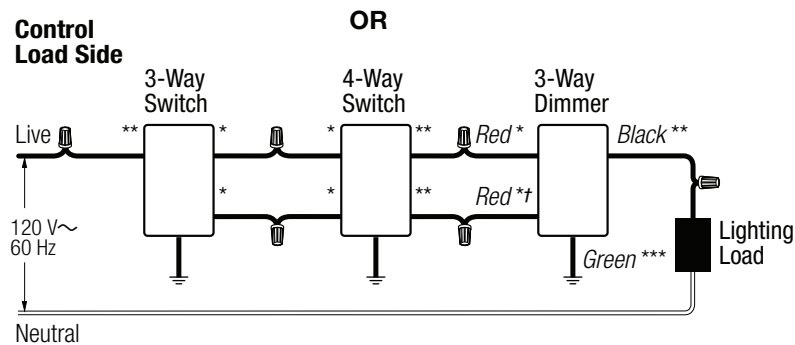 OR
Control
Load Side
3-Way
Switch
4-Way
Switch
3-Way
Dimmer
Live
**
*
*
**
Red *
Black **
*
*
**
Red *†
120 V~
60 Hz
Green ***
Lighting
Load
Neutral